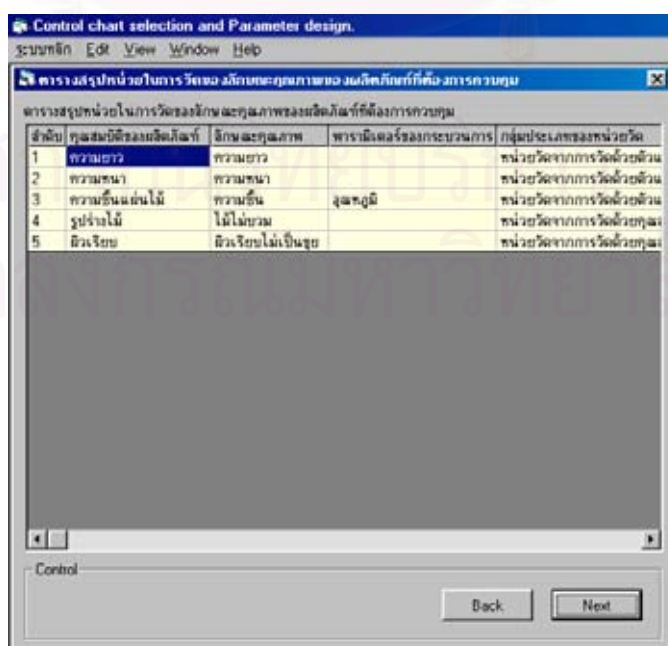 Control chart selection and Parameter design.
ระบบหลัก Edit View Window Help
ตารางสรุปหน่วยในการวัดของลักษณะคุณภาพของผลิตภัณฑ์ที่ต้องการควบคุม
ตารางสรุปหน่วยในการวัดของลักษณะคุณภาพของผลิตภัณฑ์ที่ต้องการควบคุม
ลำดับ คุณสมบัติของผลิตภัณฑ์ ลักษณะคุณภาพ พารามิเตอร์ของกระบวนการ กลุ่มประเภทของหน่วยวัด
1 ความยาว ความยาว หน่วยวัดจากการวัดด้วยตัวแ
2 ความหนา ความหนา หน่วยวัดจากการวัดด้วยตัวแ
3 ความชื้นแผ่นไม้ ความชื้น อุณหภูมิ หน่วยวัดจากการวัดด้วยตัวแ
4 รูปร่างไม้ ไม้ไม่บวม หน่วยวัดจากการวัดด้วยคุณ
5 ผิวเรียบ ผิวเรียบไม่เป็นขุย หน่วยวัดจากการวัดด้วยคุณ
Control
Back
Next